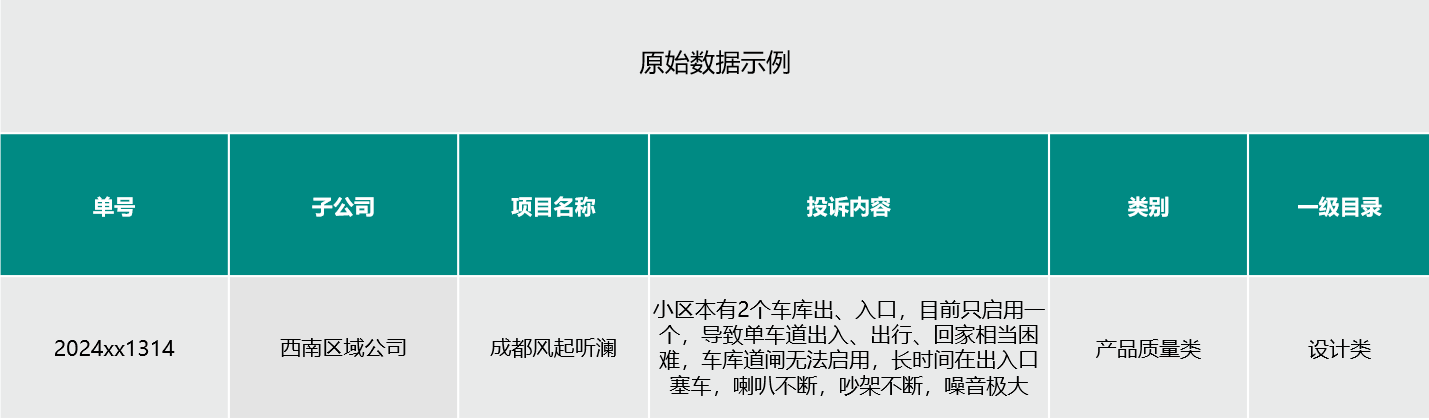 原始数据示例
单号
子公司
项目名称
投诉内容
类别
一级目录
2024xx1314
西南区域公司
成都风起听澜
小区本有2个车库出、入口，目前只启用一
个，导致单车道出入、出行、回家相当困
难，车库道闸无法启用，长时间在出入口
塞车，喇叭不断，吵架不断，噪音极大
产品质量类
设计类